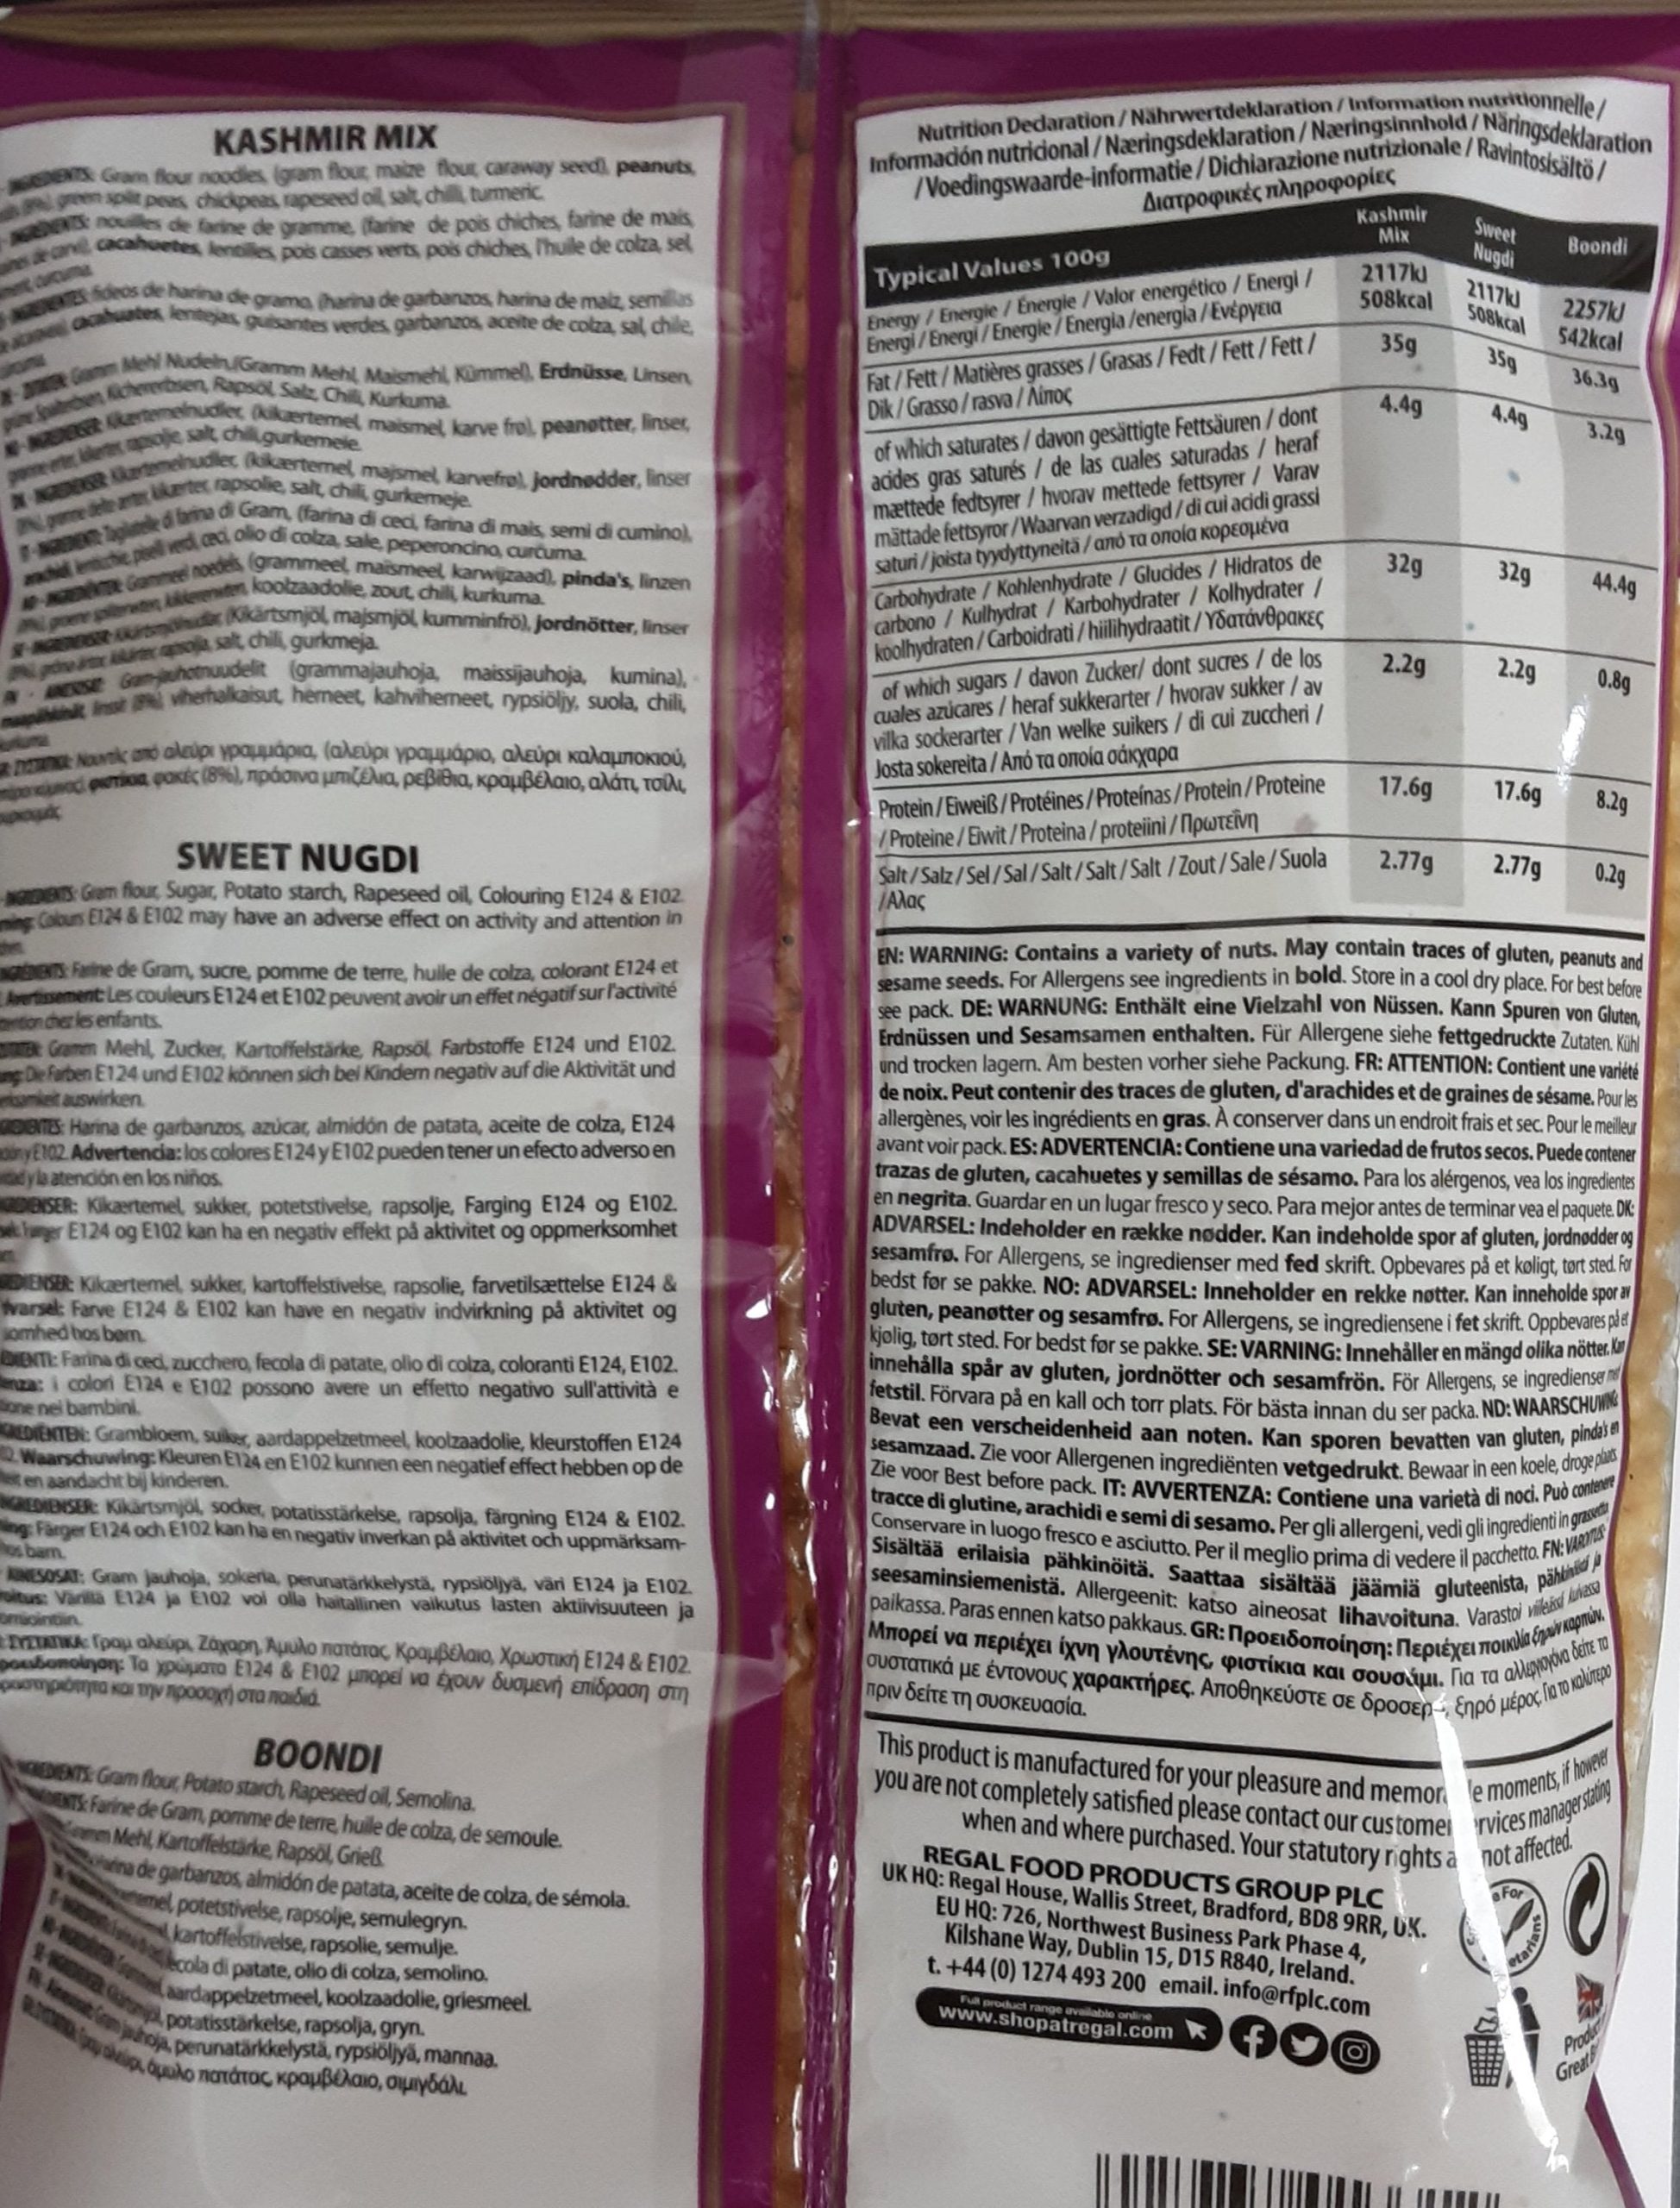 KASHMIR MIX
Gram flour noodles, (gram flour, maize flour, caraway seed), peanuts,
green split peas, chickpeas, rapeseed oil, salt, chilli, turmeric.
nouilles de farine de gramme, (farine de pois chiches, farine de mais,
cacahuetes, lentilles, pois casses verts, pois chiches, l'huile de colza, sel,
fideos de harina de gramo, (harina de garbanzos, harina de maíz, semillas
cacahuates, lentejas, guisantes verdes, garbanzos, aceite de colza, sal, chile,
Mehl Nudeln,(Gramm Mehl, Maismehl, Kümmel), Erdnüsse, Linsen,
Kichererbsen, Rapsöl, Salz, Chili, Kurkuma.
(kikærtemel, maismel, karve frø), peanøtter, linser,
rapsolje, salt, chili,gurkemeie.
(kikærtemel, majsmel, karvefrø), jordnødder, linser
rapsolie, salt, chili, gurkemeje.
di farina di Gram, (farina di ceci, farina di mais, semi di cumino),
ceci, olio di colza, sale, peperoncino, curcuma.
(grammeel, maïsmeel, karwijzaad), pinda's, linzen
koolzaadolie, zout, chili, kurkuma.
(Kikärtsmjöl, majsmjöl, kumminfrö), jordnötter, linser
rapsolja, salt, chili, gurkmeja.
(grammajauhoja, maissijauhoja, kumina),
viherhalkaisut, herneet, kahviherneet, rypsiöljy, suola, chili,
από αλεύρι γραμμάρια, (αλεύρι γραμμάριο, αλεύρι καλαμποκιού,
φακές (8%), πράσινα μπιζέλια, ρεβίθια, κραμβέλαιο, αλάτι, τσίλι,
SWEET NUGDI
Gram flour, Sugar, Potato starch, Rapeseed oil, Colouring E124 & E102.
Colours E124 & E102 may have an adverse effect on activity and attention in
Farine de Gram, sucre, pomme de terre, huile de colza, colorant E124 et
Avertissement: Les couleurs E124 et E102 peuvent avoir un effet négatif sur l'activité
chez les enfants.
Gramm Mehl, Zucker, Kartoffelstärke, Rapsöl, Farbstoffe E124 und E102.
Die Farben E124 und E102 können sich bei Kindern negativ auf die Aktivität und
auswirken.
Harina de garbanzos, azúcar, almidón de patata, aceite de colza, E124
y E102. Advertencia: los colores E124 y E102 pueden tener un efecto adverso en
y la atención en los niños.
Kikærtemel, sukker, potetstivelse, rapsolje, Farging E124 og E102.
E124 og E102 kan ha en negativ effekt på aktivitet og oppmerksomhet
Kikærtemel, sukker, kartoffelstivelse, rapsolie, farvetilsættelse E124 &
Farve E124 & E102 kan have en negativ indvirkning på aktivitet og
hos børn.
Farina di ceci, zucchero, fecola di patate, olio di colza, coloranti E124, E102.
i colori E124 e E102 possono avere un effetto negativo sull'attività e
nei bambini.
Grambloem, suiker, aardappelzetmeel, koolzaadolie, kleurstoffen E124
Waarschuwing: Kleuren E124 en E102 kunnen een negatief effect hebben op de
en aandacht bij kinderen.
Kikärtsmjöl, socker, potatisstärkelse, rapsolja, färgning E124 & E102.
Färger E124 och E102 kan ha en negativ inverkan på aktivitet och uppmärksam-
Gram jauhoja, sokeria, perunatärkkelystä, rypsiöljyä, väri E124 ja E102.
Värillä E124 ja E102 voi olla haitallinen vaikutus lasten aktiivisuuteen ja
Γραμ αλεύρι, Ζάχαρη, Άμυλο πατάτας, Κραμβέλαιο, Χρωστική E124 & E102.
Τα χρώματα E124 & E102 μπορεί να έχουν δυσμενή επίδραση στη
και την προσοχή στα παιδιά.
BOONDI
Gram flour, Potato starch, Rapeseed oil, Semolina.
Farine de Gram, pomme de terre, huile de colza, de semoule.
Mehl, Kartoffelstärke, Rapsöl, Grieß.
de garbanzos, almidón de patata, aceite de colza, de sémola.
potetstivelse, rapsolje, semulegryn.
kartoffelstivelse, rapsolie, semulje.
di patate, olio di colza, semolino.
aardappelzetmeel, koolzaadolie, griesmeel.
potatisstärkelse, rapsolja, gryn.
perunatärkkelystä, rypsiöljyä, mannaa.
άμυλο πατάτας, κραμβέλαιο, σιμιγδάλι.
Nutrition Declaration / Nährwertdeklaration / Information nutritionnelle /
Información nutricional / Næringsdeklaration / Næringsinnhold / Näringsdeklaration
/ Voedingswaarde-informatie / Dichiarazione nutrizionale / Ravintosisältö /
Διατροφικές πληροφορίες
Typical Values 100g Kashmir Mix Sweet Nugdi Boondi
Energy / Energie / Énergie / Valor energético / Energi / 2117kJ 2117kJ 2257kJ
Energi / Energi / Energie / Energia /energia / Ενέργεια 508kcal 508kcal 542kcal
Fat / Fett / Matières grasses / Grasas / Fedt / Fett / Fett / 35g 35g 36.3g
Dik / Grasso / rasva / Λίπος
of which saturates / davon gesättigte Fettsäuren / dont 4.4g 4.4g 3.2g
acides gras saturés / de las cuales saturadas / heraf
mættede fedtsyrer / hvorav mettede fettsyrer / Varav
mättade fettsyror / Waarvan verzadigd / di cui acidi grassi
saturi / joista tyydyttyneitä / από τα οποία κορεσμένα
Carbohydrate / Kohlenhydrate / Glucides / Hidratos de 32g 32g 44.4g
carbono / Kulhydrat / Karbohydrater / Kolhydrater /
koolhydraten / Carboidrati / hiilihydraatit / Υδατάνθρακες
of which sugars / davon Zucker/ dont sucres / de los 2.2g 2.2g 0.8g
cuales azúcares / heraf sukkerarter / hvorav sukker / av
vilka sockerarter / Van welke suikers / di cui zuccheri /
Josta sokereita / Από τα οποία σάκχαρα
Protein / Eiweiß / Protéines / Proteínas / Protein / Proteine 17.6g 17.6g 8.2g
/ Proteine / Eiwit / Proteina / proteiini / Πρωτεΐνη
Salt / Salz / Sel / Sal / Salt / Salt / Salt / Zout / Sale / Suola 2.77g 2.77g 0.2g
/Αλας
EN: WARNING: Contains a variety of nuts. May contain traces of gluten, peanuts and
sesame seeds. For Allergens see ingredients in bold. Store in a cool dry place. For best before
see pack. DE: WARNUNG: Enthält eine Vielzahl von Nüssen. Kann Spuren von Gluten,
Erdnüssen und Sesamsamen enthalten. Für Allergene siehe fettgedruckte Zutaten. Kühl
und trocken lagern. Am besten vorher siehe Packung. FR: ATTENTION: Contient une variété
de noix. Peut contenir des traces de gluten, d'arachides et de graines de sésame. Pour les
allergènes, voir les ingrédients en gras. À conserver dans un endroit frais et sec. Pour le meilleur
avant voir pack. ES: ADVERTENCIA: Contiene una variedad de frutos secos. Puede contener
trazas de gluten, cacahuetes y semillas de sésamo. Para los alérgenos, vea los ingredientes
en negrita. Guardar en un lugar fresco y seco. Para mejor antes de terminar vea el paquete. DK:
ADVARSEL: Indeholder en række nødder. Kan indeholde spor af gluten, jordnødder og
sesamfrø. For Allergens, se ingredienser med fed skrift. Opbevares på et køligt, tørt sted. For
bedst før se pakke. NO: ADVARSEL: Inneholder en rekke nøtter. Kan inneholde spor av
gluten, peanøtter og sesamfrø. For Allergens, se ingrediensene i fet skrift. Oppbevares på et
kjølig, tørt sted. For bedst før se pakke. SE: VARNING: Innehåller en mängd olika nötter. Kan
innehålla spår av gluten, jordnötter och sesamfrön. För Allergens, se ingredienser med
fetstil. Förvara på en kall och torr plats. För bästa innan du ser packa. ND: WAARSCHUWING
Bevat een verscheidenheid aan noten. Kan sporen bevatten van gluten, pinda's en
sesamzaad. Zie voor Allergenen ingrediënten vetgedrukt. Bewaar in een koele, droge plaats.
Zie voor Best before pack. IT: AVVERTENZA: Contiene una varietà di noci. Può contenere
tracce di glutine, arachidi e semi di sesamo. Per gli allergeni, vedi gli ingredienti in grassetto.
Conservare in luogo fresco e asciutto. Per il meglio prima di vedere il pacchetto. FN: VAROITUS:
Sisältää erilaisia pähkinöitä. Saattaa sisältää jäämiä gluteenista, pähkinöistä ja
seesaminsiemenistä. Allergeenit: katso aineosat lihavoituna. Varastoi viileässä kuivassa
paikassa. Paras ennen katso pakkaus. GR: Προειδοποίηση: Περιέχει ποικιλία ξηρών καρπών.
Μπορεί να περιέχει ίχνη γλουτένης, φιστίκια και σουσάμι. Για τα αλλεργιογόνα δείτε τα
συστατικά με έντονους χαρακτήρες. Αποθηκεύστε σε δροσερ ξηρό μέρος. Για το καλύτερο
πριν δείτε τη συσκευασία.
This product is manufactured for your pleasure and memor le moments, if however
you are not completely satisfied please contact our customer rvices manager stating
when and where purchased. Your statutory rights a not affected.
REGAL FOOD PRODUCTS GROUP PLC
UK HQ: Regal House, Wallis Street, Bradford, BD8 9RR, UK.
EU HQ: 726, Northwest Business Park Phase 4,
Kilshane Way, Dublin 15, D15 R840, Ireland.
t. +44 (0) 1274 493 200 email. info@rfplc.com
Full product range available online
www.shopatregal.com
For
etarians
Produc
Great B